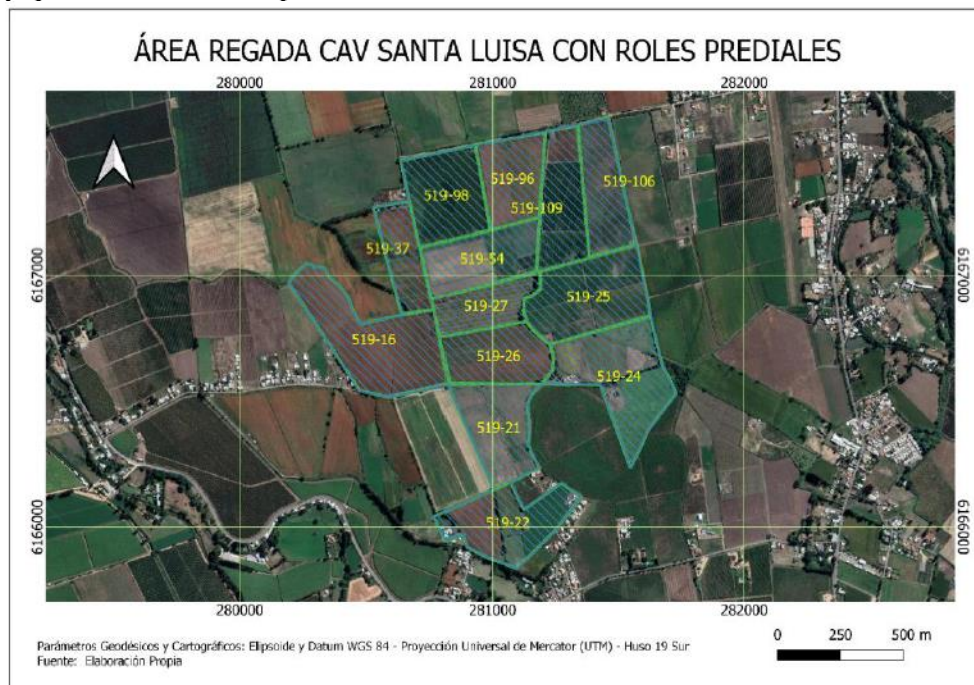 ÁREA REGADA CAV SANTA LUISA CON ROLES PREDIALES
280000 281000 282000
519-98
519-96
519-106
519-109
519-37
519-54
6167000
6167000
519-27
519-25
519-16
519-26
519-24
519-21
519-22
6166000
6166000
280000 281000 282000
Parámetros Geodésicos y Cartográficos: Elipsoide y Datum WGS 84 - Proyección Universal de Mercator (UTM) - Huso 19 Sur
Fuente: Elaboración Propia
0 250 500 m